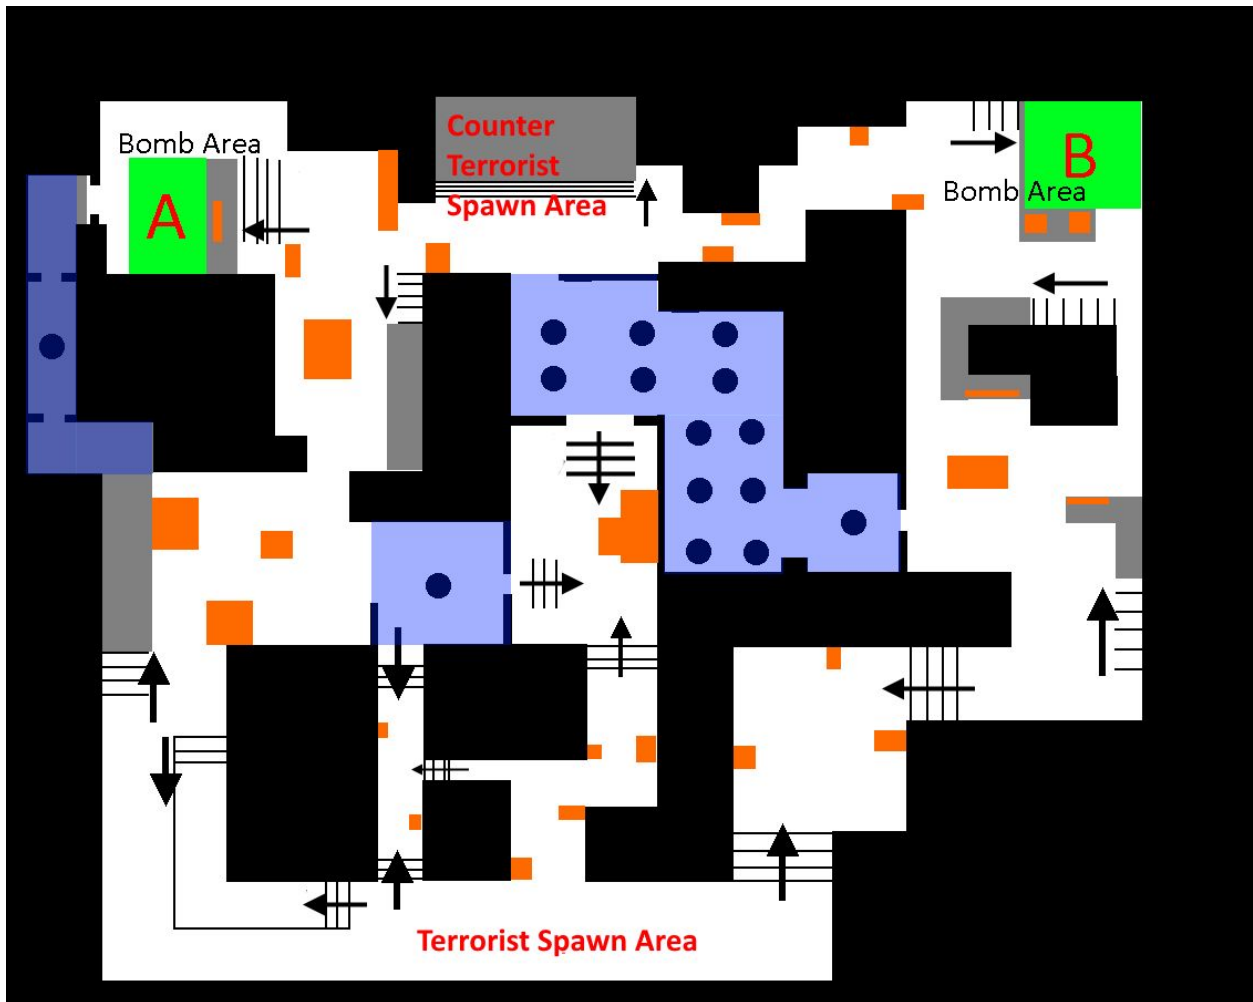 Counter
Terrorist
Spawn Area
Bomb Area
A
B
Bomb Area
Terrorist Spawn Area